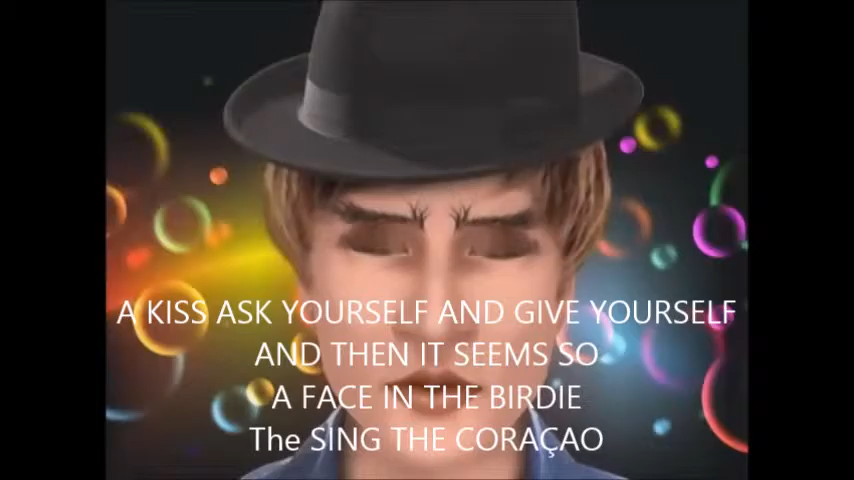 A KISS ASK YOURSELF AND GIVE YOURSELF
AND THEN IT SEEMS SO
A FACE IN THE BIRDIE
The SING THE CORAÇAO